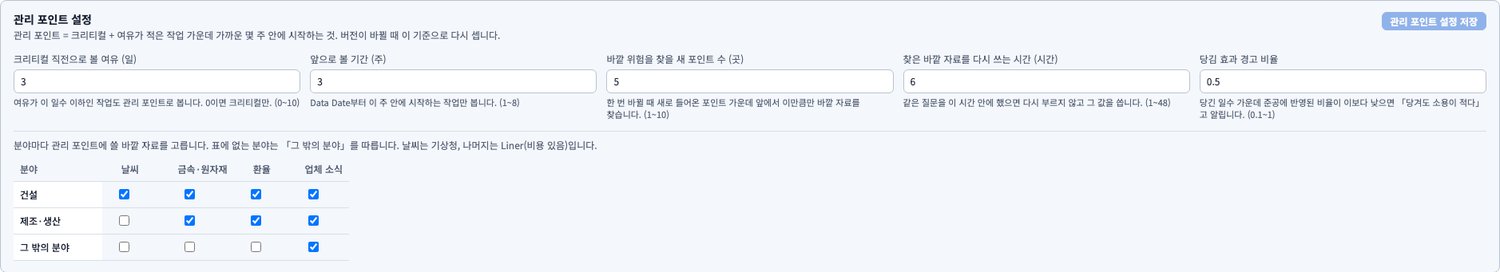 관리 포인트 설정
관리 포인트 설정 저장
관리 포인트 = 크리티컬 + 여유가 적은 작업 가운데 가까운 몇 주 안에 시작하는 것. 버전이 바뀔 때 이 기준으로 다시 셉니다.
크리티컬 직전으로 볼 여유 (일)
3
여유가 이 일수 이하인 작업도 관리 포인트로 봅니다. 0이면 크리티컬만. (0~10)
앞으로 볼 기간 (주)
3
Data Date부터 이 주 안에 시작하는 작업만 봅니다. (1~8)
바깥 위험을 찾을 새 포인트 수 (곳)
5
한 번 바뀔 때 새로 들어온 포인트 가운데 앞에서 이만큼만 바깥 자료를
찾습니다. (1~10)
찾은 바깥 자료를 다시 쓰는 시간 (시간)
6
같은 질문을 이 시간 안에 했으면 다시 부르지 않고 그 값을 씁니다. (1~48)
당김 효과 경고 비율
0.5
당긴 일수 가운데 준공에 반영된 비율이 이보다 낮으면 「당겨도 소용이 적다」
고 알립니다. (0.1~1)
분야마다 관리 포인트에 쓸 바깥 자료를 고릅니다. 표에 없는 분야는 「그 밖의 분야」를 따릅니다. 날씨는 기상청, 나머지는 Liner(비용 있음)입니다.
분야 날씨 금속·원자재 환율 업체 소식
건설
제조·생산
그 밖의 분야